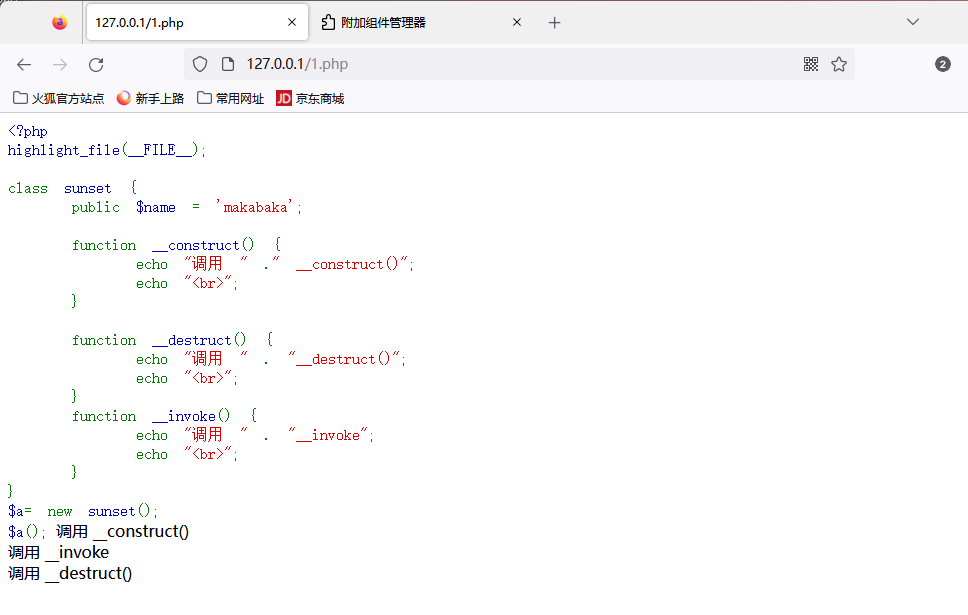 127.0.0.1/1.php
附加组件管理器
127.0.0.1/1.php
2
火狐官方站点 新手上路 常用网址 JD 京东商城
<?php
highlight_file(__FILE__);
class sunset {
public $name = 'makabaka';
function __construct() {
echo "调用 " ." __construct()";
echo "<br>";
}
function __destruct() {
echo "调用 " . "__destruct()";
echo "<br>";
}
function __invoke() {
echo "调用 " . "__invoke";
echo "<br>";
}
}
$a= new sunset();
$a(); 调用 __construct()
调用 __invoke
调用 __destruct()